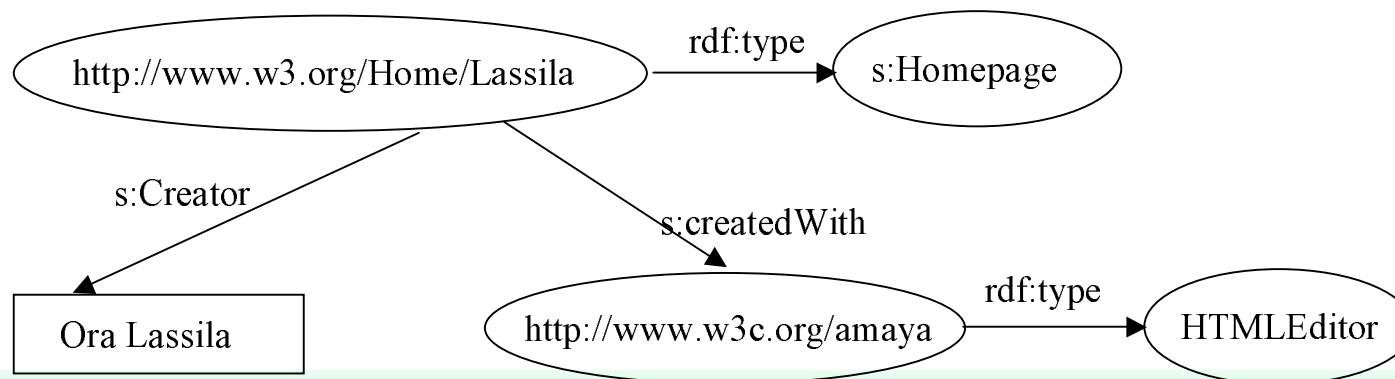 rdf:type
http://www.w3.org/Home/Lassila
s:Homepage
s:Creator
s:createdWith
rdf:type
Ora Lassila
http://www.w3c.org/amaya
HTMLEditor